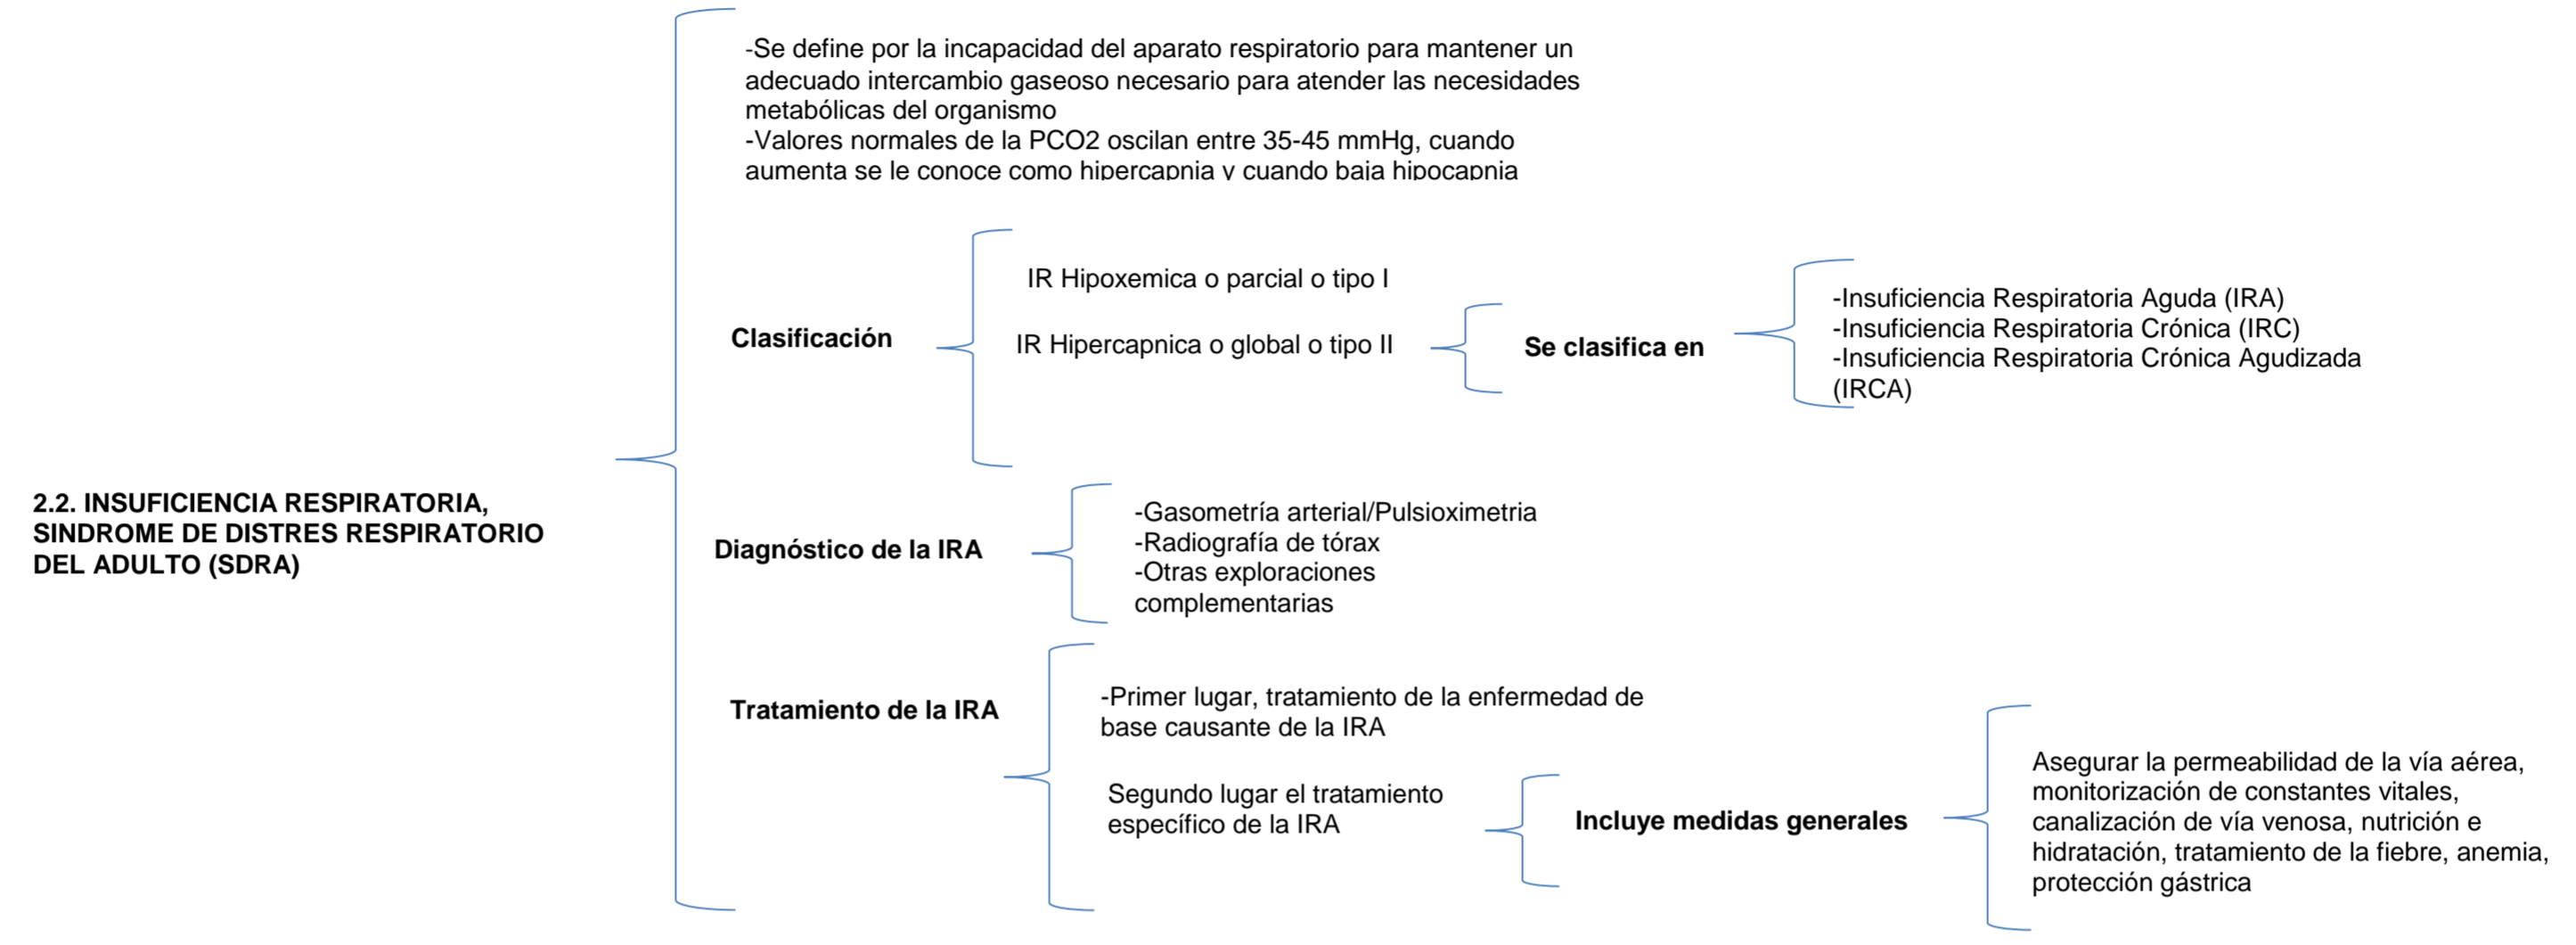 -Se define por la incapacidad del aparato respiratorio para mantener un
adecuado intercambio gaseoso necesario para atender las necesidades
metabólicas del organismo
-Valores normales de la PCO2 oscilan entre 35-45 mmHg, cuando
aumenta se le conoce como hipercapnia y cuando baja hipocapnia
Clasificación
IR Hipoxemica o parcial o tipo I
IR Hipercapnica o global o tipo II
Se clasifica en
-Insuficiencia Respiratoria Aguda (IRA)
-Insuficiencia Respiratoria Crónica (IRC)
-Insuficiencia Respiratoria Crónica Agudizada
(IRCA)
2.2. INSUFICIENCIA RESPIRATORIA,
SINDROME DE DISTRES RESPIRATORIO
DEL ADULTO (SDRA)
Diagnóstico de la IRA
-Gasometría arterial/Pulsioximetria
-Radiografía de tórax
-Otras exploraciones
complementarias
Tratamiento de la IRA
-Primer lugar, tratamiento de la enfermedad de
base causante de la IRA
Segundo lugar el tratamiento
específico de la IRA
Incluye medidas generales
Asegurar la permeabilidad de la vía aérea,
monitorización de constantes vitales,
canalización de vía venosa, nutrición e
hidratación, tratamiento de la fiebre, anemia,
protección gástrica